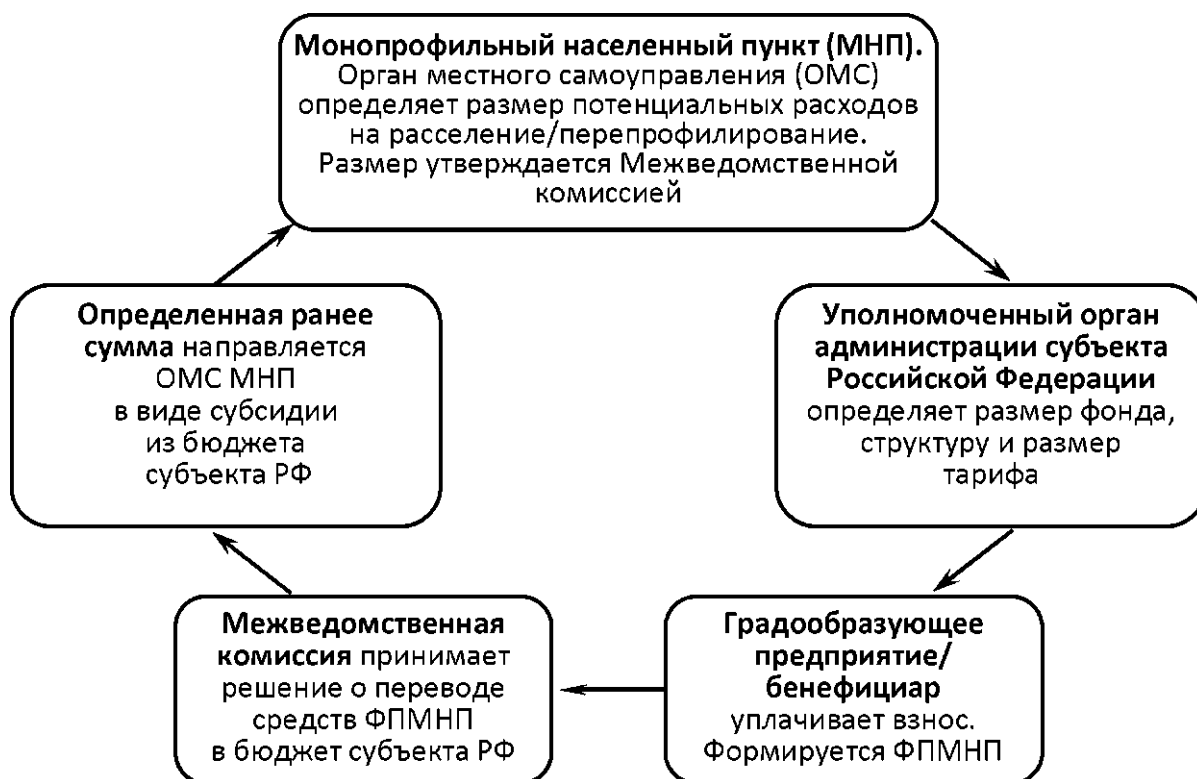 Монопрофильный населенный пункт (МНП).
Орган местного самоуправления (ОМС)
определяет размер потенциальных расходов
на расселение/перепрофилирование.
Размер утверждается Межведомственной
комиссией
Уполномоченный орган
администрации субъекта
Российской Федерации
определяет размер фонда,
структуру и размер
тарифа
Градообразующее
предприятие/
бенефициар
уплачивает взнос.
Формируется ФПМНП
Межведомственная
комиссия принимает
решение о переводе
средств ФПМНП
в бюджет субъекта РФ
Определенная ранее
сумма направляется
ОМС МНП
в виде субсидии
из бюджета
субъекта РФ